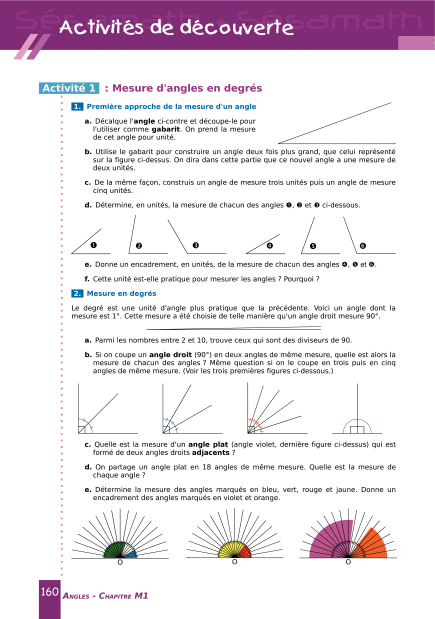 Sésamath Sésamath
Activités de découverte
Activité 1 : Mesure d'angles en degrés
1. Première approche de la mesure d'un angle
a. Décalque l'angle ci-contre et découpe-le pour
l'utiliser comme gabarit. On prend la mesure
de cet angle pour unité.
b. Utilise le gabarit pour construire un angle deux fois plus grand, que celui représenté
sur la figure ci-dessus. On dira dans cette partie que ce nouvel angle a une mesure de
deux unités.
c. De la même façon, construis un angle de mesure trois unités puis un angle de mesure
cinq unités.
d. Détermine, en unités, la mesure de chacun des angles ❶, ❷ et ❸ ci-dessous.
❶ ❷ ❸ ❹ ❺ ❻
e. Donne un encadrement, en unités, de la mesure de chacun des angles ❹, ❺ et ❻.
f. Cette unité est-elle pratique pour mesurer les angles ? Pourquoi ?
2. Mesure en degrés
Le degré est une unité d'angle plus pratique que la précédente. Voici un angle dont la
mesure est 1°. Cette mesure a été choisie de telle manière qu'un angle droit mesure 90°.
a. Parmi les nombres entre 2 et 10, trouve ceux qui sont des diviseurs de 90.
b. Si on coupe un angle droit (90°) en deux angles de même mesure, quelle est alors la
mesure de chacun des angles ? Même question si on le coupe en trois puis en cinq
angles de même mesure. (Voir les trois premières figures ci-dessous.)
c. Quelle est la mesure d'un angle plat (angle violet, dernière figure ci-dessus) qui est
formé de deux angles droits adjacents ?
d. On partage un angle plat en 18 angles de même mesure. Quelle est la mesure de
chaque angle ?
e. Détermine la mesure des angles marqués en bleu, vert, rouge et jaune. Donne un
encadrement des angles marqués en violet et orange.
O O O
160 Angles - Chapitre M1